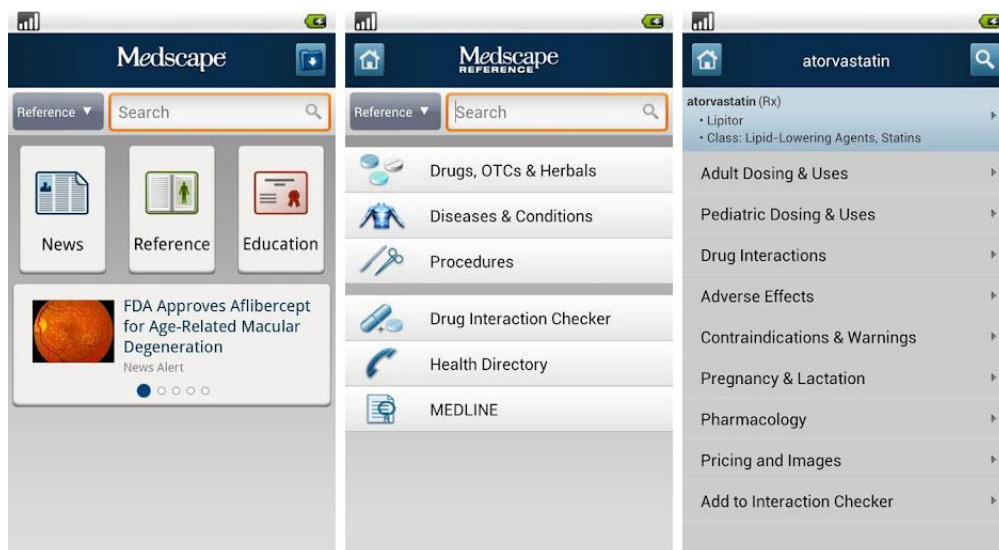 Medscape
Reference ▼
Search
News
Reference
Education
FDA Approves Aflibercept
for Age-Related Macular
Degeneration
News Alert
Medscape
REFERENCE
Reference ▼
Search
Drugs, OTCs & Herbals
Diseases & Conditions
Procedures
Drug Interaction Checker
Health Directory
MEDLINE
atorvastatin
atorvastatin (Rx)
• Lipitor
• Class: Lipid-Lowering Agents, Statins
Adult Dosing & Uses
Pediatric Dosing & Uses
Drug Interactions
Adverse Effects
Contraindications & Warnings
Pregnancy & Lactation
Pharmacology
Pricing and Images
Add to Interaction Checker